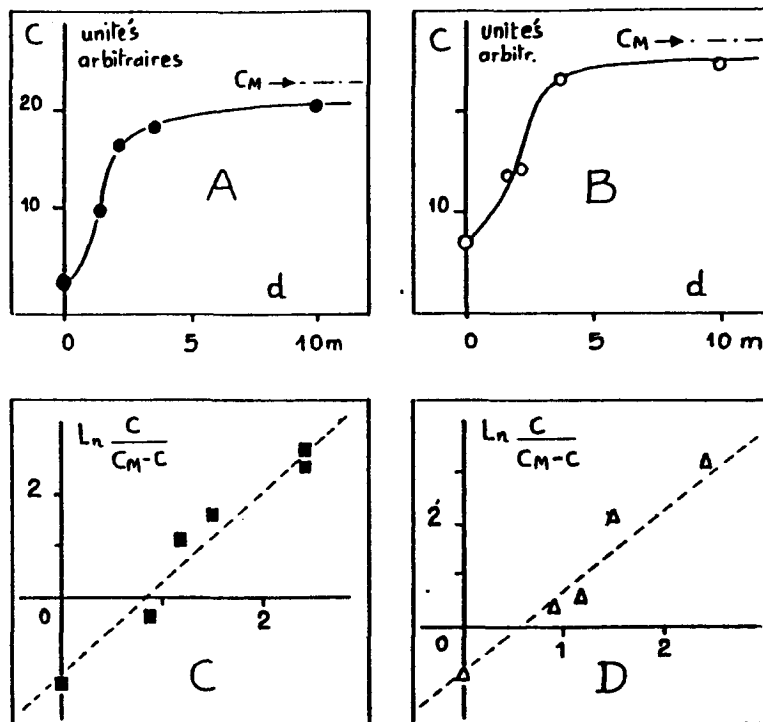 C unités
arbitraires
C_M →
20
10
A
d
0 5 10m
C unités
arbitr.
C_M →
10
B
d
0 5 10 m
Ln C
C_M-C
2
0 2
C
Ln C
C_M-C
2
0 1 2
D